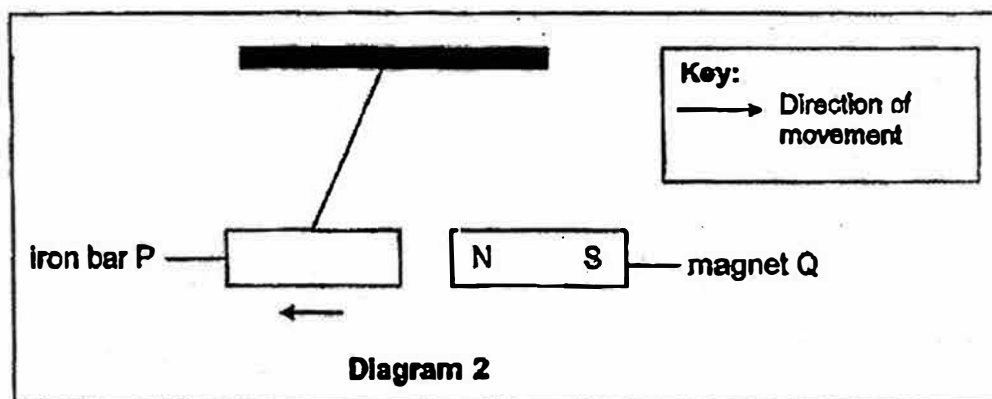 Key:
Direction of
movement
iron bar P
N S
magnet Q
Diagram 2